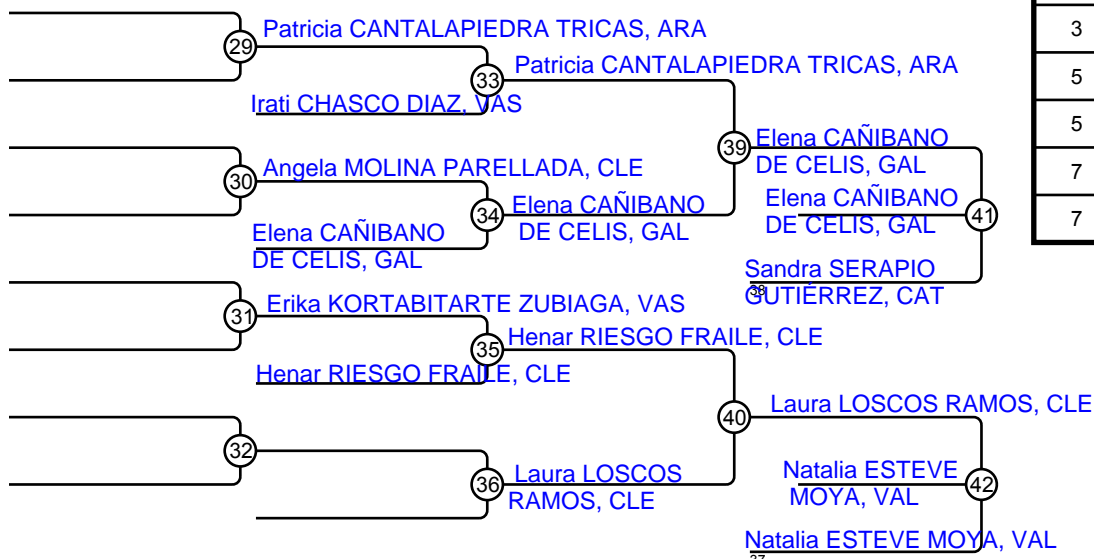 29
Patricia CANTALAPIEDRA TRICAS, ARA
33
Patricia CANTALAPIEDRA TRICAS, ARA
Irati CHASCO DIAZ, VAS
39
Elena CAÑIBANO
DE CELIS, GAL
30
Angela MOLINA PARELLADA, CLE
34
Elena CAÑIBANO
DE CELIS, GAL
Elena CAÑIBANO
DE CELIS, GAL
Elena CAÑIBANO
DE CELIS, GAL
41
Sandra SERAPIO
GUTIÉRREZ, CAT
38
31
Erika KORTABITARTE ZUBIAGA, VAS
35
Henar RIESGO FRAILE, CLE
Henar RIESGO FRAILE, CLE
40
Laura LOSCOS RAMOS, CLE
32
36
Laura LOSCOS
RAMOS, CLE
Natalia ESTEVE
MOYA, VAL
42
Natalia ESTEVE MOYA, VAL
37
3
5
5
7
7